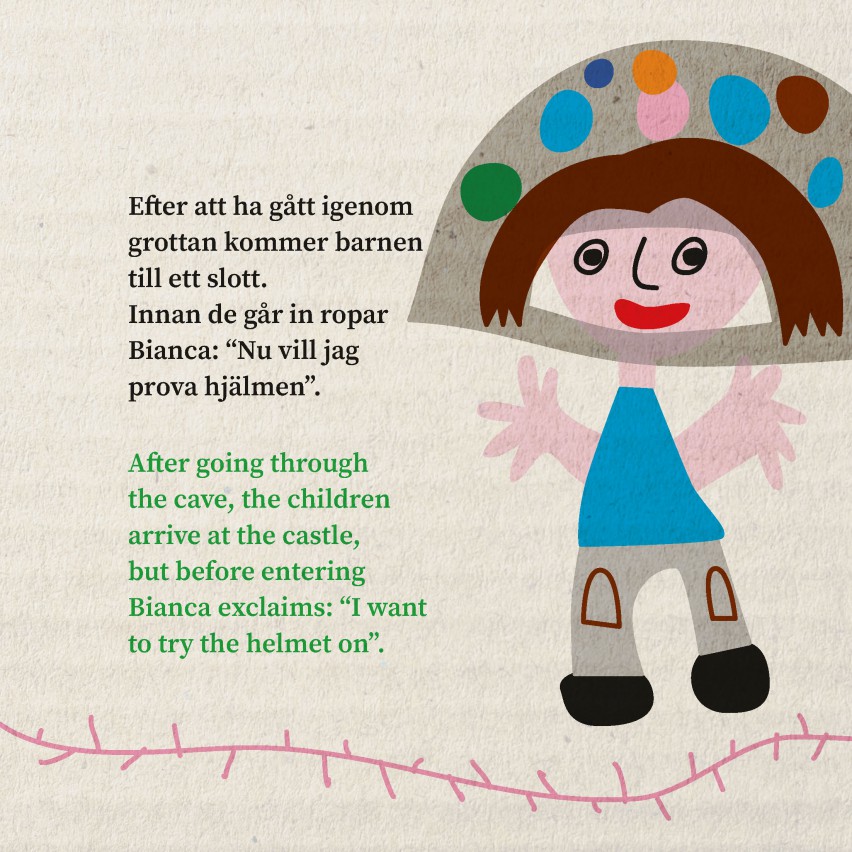 Efter att ha gått igenom
grottan kommer barnen
till ett slott.
Innan de går in ropar
Bianca: “Nu vill jag
prova hjälmen”.
After going through
the cave, the children
arrive at the castle,
but before entering
Bianca exclaims: “I want
to try the helmet on”.